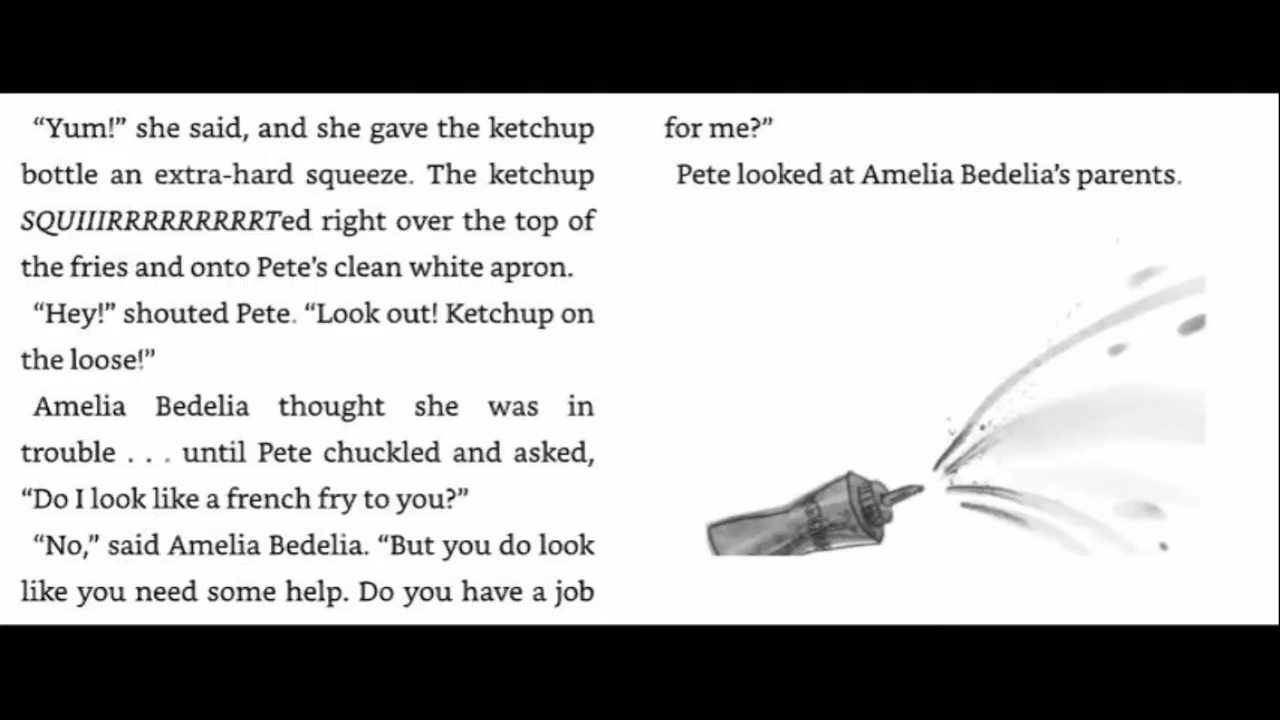 “Yum!” she said, and she gave the ketchup
bottle an extra-hard squeeze. The ketchup
SQUIIIRRRRRRRRRTed right over the top of
the fries and onto Pete’s clean white apron.
“Hey!” shouted Pete. “Look out! Ketchup on
the loose!”
Amelia Bedelia thought she was in
trouble . . . until Pete chuckled and asked,
“Do I look like a french fry to you?”
“No,” said Amelia Bedelia. “But you do look
like you need some help. Do you have a job
for me?”
Pete looked at Amelia Bedelia’s parents.